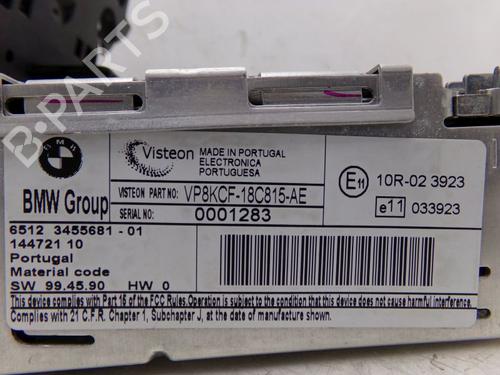 BMW
Visteon
MADE IN PORTUGAL
ELECTRONICA
PORTUGUESA
BMW Group
VISTEON PART NO: VP8KCF-18C815-AE
SERIAL NO: 0001283
E11 10R-02 3923
e11 033923
6512 3455681 - 01
144721 10
Portugal
Material code
SW 99.45.90 HW 0
This device complies with Part 15 of the FCC Rules. Operation is subject to the condition that this device does not cause harmful interference.
Complies with 21 C.F.R. Chapter 1, Subchapter J, at the date of manufacture shown.
B-PARTS